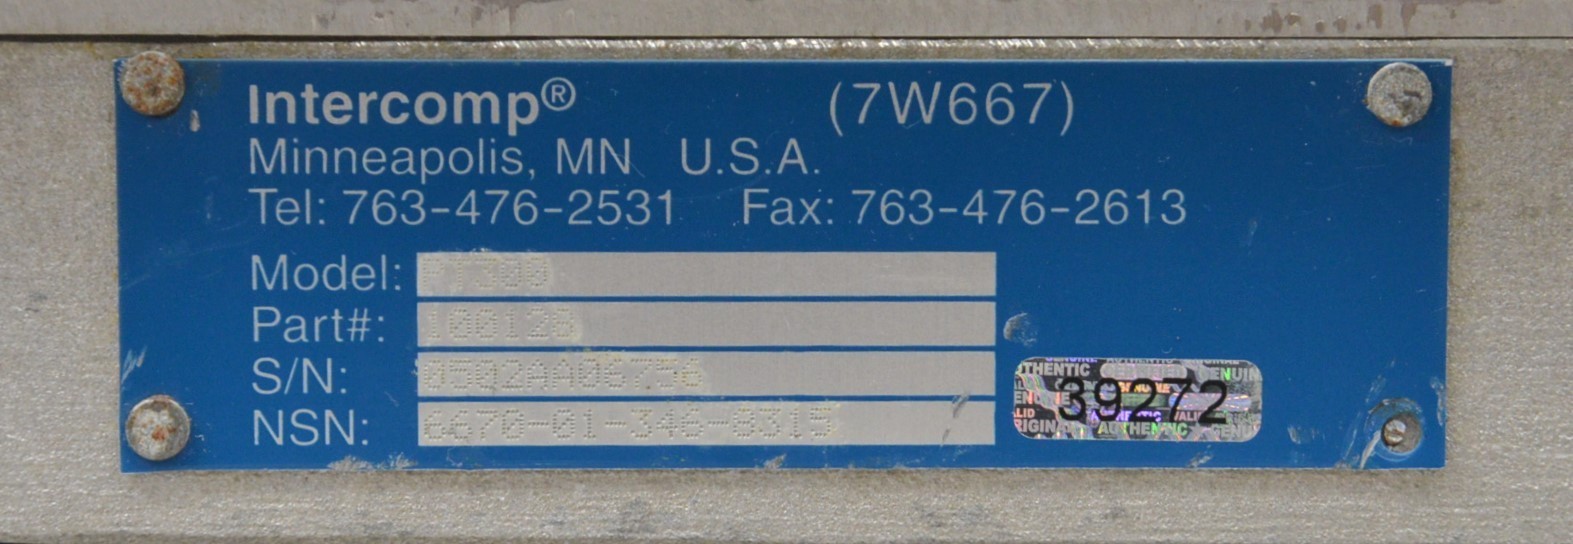 Intercomp® (7W667)
Minneapolis, MN U.S.A.
Tel: 763-476-2531 Fax: 763-476-2613
Model: PT300
Part#: 100128
S/N:
NSN: 6670-01-346-8315
39272